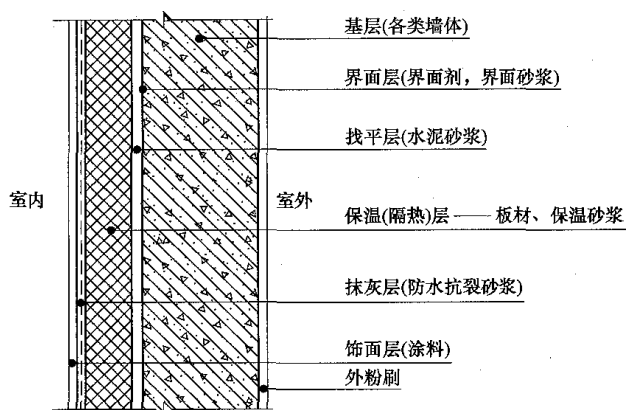 基层(各类墙体)
界面层(界面剂，界面砂浆)
找平层(水泥砂浆)
室内
室外
保温(隔热)层——板材、保温砂浆
抹灰层(防水抗裂砂浆)
饰面层(涂料)
外粉刷